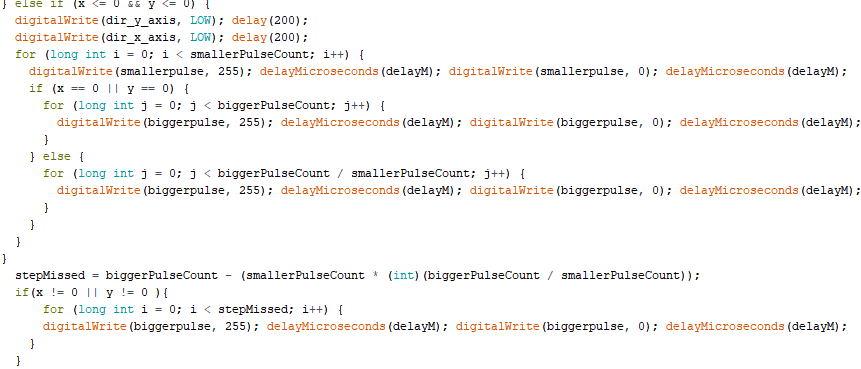 } else if (x <= 0 && y <= 0) {
digitalWrite(dir_y_axis, LOW); delay(200);
digitalWrite(dir_x_axis, LOW); delay(200);
for (long int i = 0; i < smallerPulseCount; i++) {
digitalWrite(smallerpulse, 255); delayMicroseconds(delayM); digitalWrite(smallerpulse, 0); delayMicroseconds(delayM);
if (x == 0 || y == 0) {
for (long int j = 0; j < biggerPulseCount; j++) {
digitalWrite(biggerpulse, 255); delayMicroseconds(delayM); digitalWrite(biggerpulse, 0); delayMicroseconds(delayM);
}
} else {
for (long int j = 0; j < biggerPulseCount / smallerPulseCount; j++) {
digitalWrite(biggerpulse, 255); delayMicroseconds(delayM); digitalWrite(biggerpulse, 0); delayMicroseconds(delayM);
}
}
}
}
stepMissed = biggerPulseCount - (smallerPulseCount * (int)(biggerPulseCount / smallerPulseCount));
if(x != 0 || y != 0 ){
for (long int i = 0; i < stepMissed; i++) {
digitalWrite(biggerpulse, 255); delayMicroseconds(delayM); digitalWrite(biggerpulse, 0); delayMicroseconds(delayM);
}
}